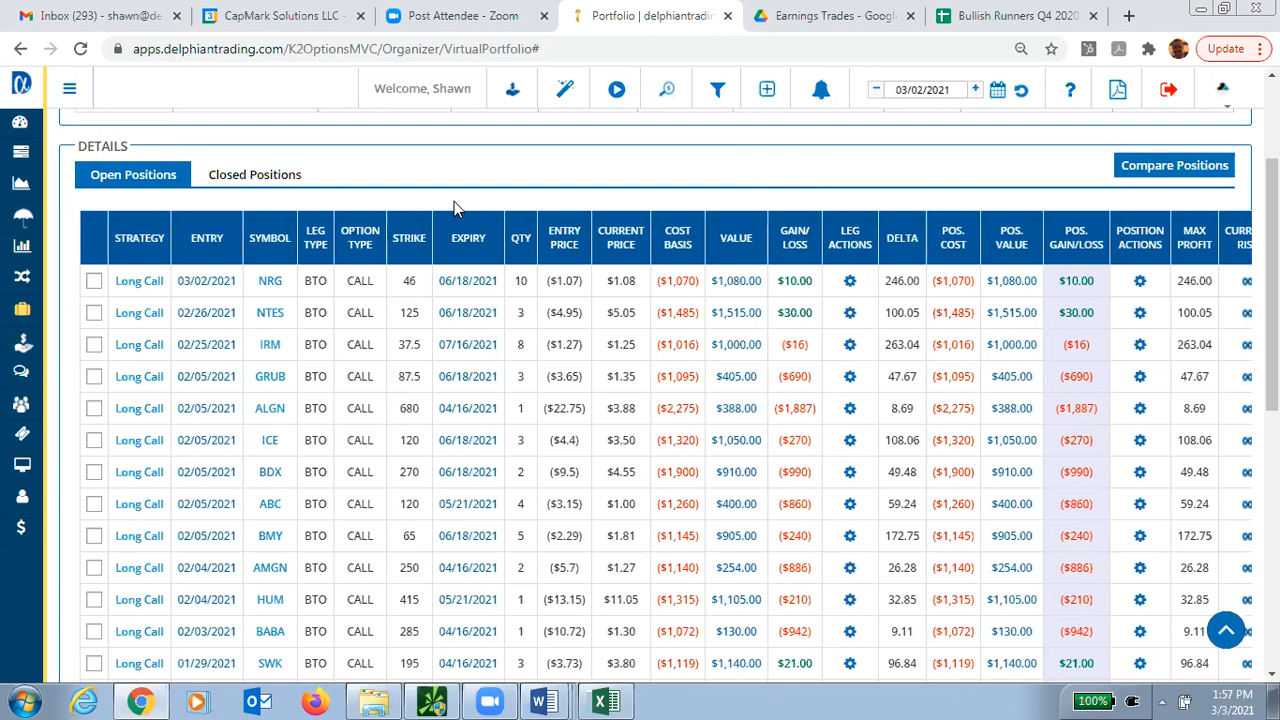 Inbox (293) - shawn@de
CapMark Solutions LLC -
Post Attendee - Zoom
Portfolio | delphiantradin
Earnings Trades - Google
Bullish Runners Q4 2020
apps.delphiantrading.com/K2OptionsMVC/Organizer/VirtualPortfolio#
Update
Welcome, Shawn
03/02/2021
DETAILS
Open Positions Closed Positions Compare Positions
STRATEGY ENTRY SYMBOL LEG TYPE OPTION TYPE STRIKE EXPIRY QTY ENTRY PRICE CURRENT PRICE COST BASIS VALUE GAIN/ LOSS LEG ACTIONS DELTA POS. COST POS. VALUE POS. GAIN/LOSS POSITION ACTIONS MAX PROFIT CURR RIS
Long Call 03/02/2021 NRG BTO CALL 46 06/18/2021 10 ($1.07) $1.08 ($1,070) $1,080.00 $10.00 246.00 ($1,070) $1,080.00 $10.00 246.00
Long Call 02/26/2021 NTES BTO CALL 125 06/18/2021 3 ($4.95) $5.05 ($1,485) $1,515.00 $30.00 100.05 ($1,485) $1,515.00 $30.00 100.05
Long Call 02/25/2021 IRM BTO CALL 37.5 07/16/2021 8 ($1.27) $1.25 ($1,016) $1,000.00 ($16) 263.04 ($1,016) $1,000.00 ($16) 263.04
Long Call 02/05/2021 GRUB BTO CALL 87.5 06/18/2021 3 ($3.65) $1.35 ($1,095) $405.00 ($690) 47.67 ($1,095) $405.00 ($690) 47.67
Long Call 02/05/2021 ALGN BTO CALL 680 04/16/2021 1 ($22.75) $3.88 ($2,275) $388.00 ($1,887) 8.69 ($2,275) $388.00 ($1,887) 8.69
Long Call 02/05/2021 ICE BTO CALL 120 06/18/2021 3 ($4.4) $3.50 ($1,320) $1,050.00 ($270) 108.06 ($1,320) $1,050.00 ($270) 108.06
Long Call 02/05/2021 BDX BTO CALL 270 06/18/2021 2 ($9.5) $4.55 ($1,900) $910.00 ($990) 49.48 ($1,900) $910.00 ($990) 49.48
Long Call 02/05/2021 ABC BTO CALL 120 05/21/2021 4 ($3.15) $1.00 ($1,260) $400.00 ($860) 59.24 ($1,260) $400.00 ($860) 59.24
Long Call 02/05/2021 BMY BTO CALL 65 06/18/2021 5 ($2.29) $1.81 ($1,145) $905.00 ($240) 172.75 ($1,145) $905.00 ($240) 172.75
Long Call 02/04/2021 AMGN BTO CALL 250 04/16/2021 2 ($5.7) $1.27 ($1,140) $254.00 ($886) 26.28 ($1,140) $254.00 ($886) 26.28
Long Call 02/04/2021 HUM BTO CALL 415 05/21/2021 1 ($13.15) $11.05 ($1,315) $1,105.00 ($210) 32.85 ($1,315) $1,105.00 ($210) 32.85
Long Call 02/03/2021 BABA BTO CALL 285 04/16/2021 1 ($10.72) $1.30 ($1,072) $130.00 ($942) 9.11 ($1,072) $130.00 ($942) 9.11
Long Call 01/29/2021 SWK BTO CALL 195 04/16/2021 3 ($3.73) $3.80 ($1,119) $1,140.00 $21.00 96.84 ($1,119) $1,140.00 $21.00 96.84
100%
1:57 PM
3/3/2021